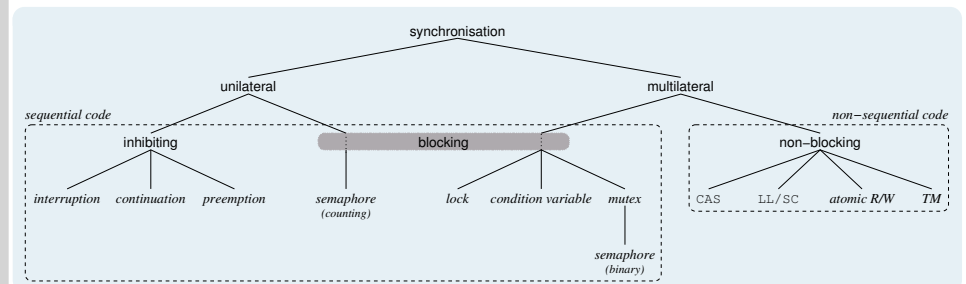 synchronisation
unilateral
multilateral
sequential code
non−sequential code
inhibiting
blocking
non−blocking
interruption
continuation
preemption
semaphore
(counting)
lock
condition variable
mutex
CAS
LL/SC
atomic R/W
TM
semaphore
(binary)